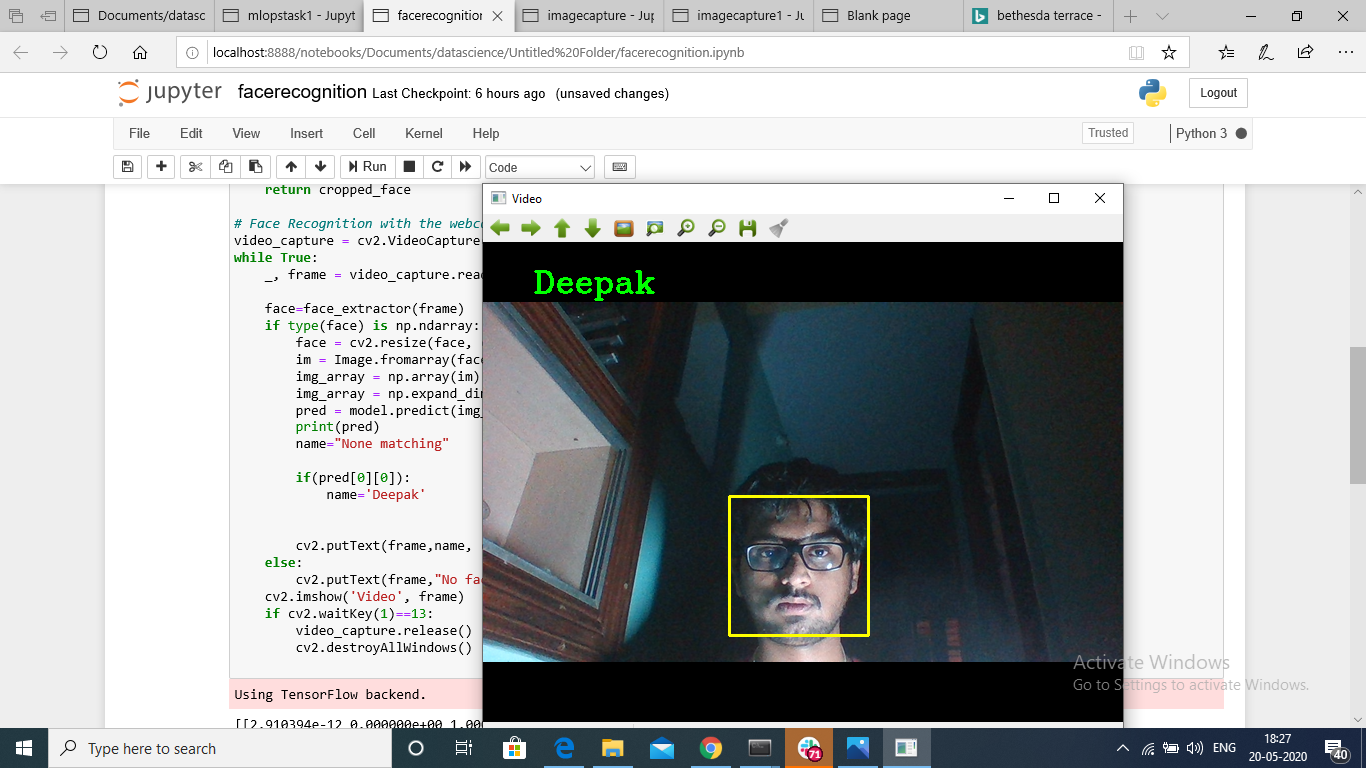 Documents/datasc
mlopstask1 - Jupyt
facerecognition
imagecapture - Jup
imagecapture1 - Ju
Blank page
bethesda terrace -
localhost:8888/notebooks/Documents/datascience/Untitled%20Folder/facerecognition.ipynb
jupyter facerecognition Last Checkpoint: 6 hours ago (unsaved changes)
Logout
File Edit View Insert Cell Kernel Help
Trusted
Python 3
Run
Code
return cropped_face
# Face Recognition with the webc
video_capture = cv2.VideoCapture
while True:
_, frame = video_capture.rea
face=face_extractor(frame)
if type(face) is np.ndarray:
face = cv2.resize(face,
im = Image.fromarray(fac
img_array = np.array(im)
img_array = np.expand_di
pred = model.predict(img_
print(pred)
name="None matching"
if(pred[0][0]):
name='Deepak'
cv2.putText(frame,name,
else:
cv2.putText(frame,"No fa
cv2.imshow('Video', frame)
if cv2.waitKey(1)==13:
video_capture.release()
cv2.destroyAllWindows()
Using TensorFlow backend.
[[2.910394e-12 0.000000e+00 1.00
Video
Deepak
Activate Windows
Go to Settings to activate Windows.
Type here to search
71
ENG
18:27
20-05-2020
40